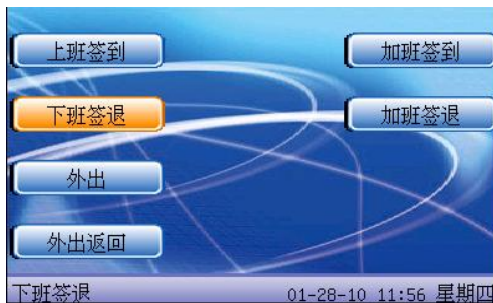 上班签到
加班签到
下班签退
加班签退
外出
外出返回
下班签退 01-28-10 11:56 星期四